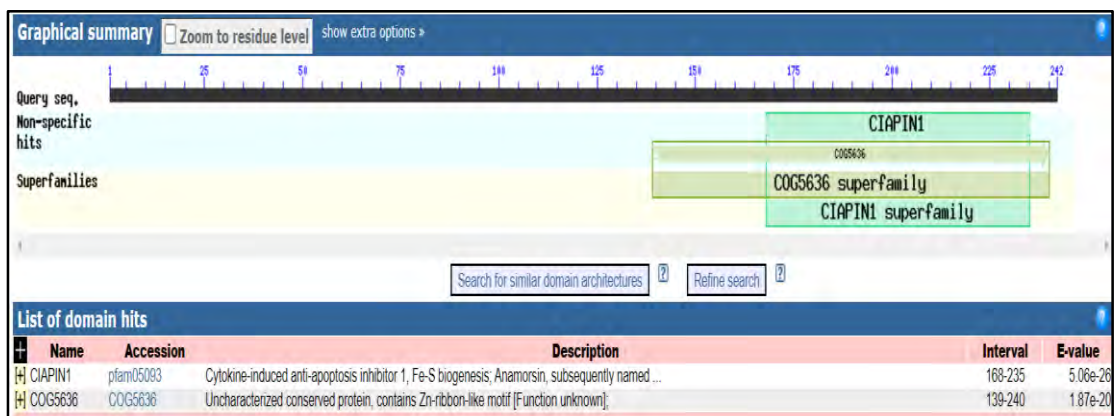 Graphical summary Zoom to residue level show extra options »
1 25 50 75 100 125 150 175 200 225 242
Query seq.
Non-specific hits
CIAPIN1
COG5636
Superfamilies
COG5636 superfamily
CIAPIN1 superfamily
Search for similar domain architectures ? Refine search ?
List of domain hits
+ Name Accession Description Interval E-value
[+] CIAPIN1 pfam05093 Cytokine-induced anti-apoptosis inhibitor 1, Fe-S biogenesis; Anamorsin, subsequently named ... 168-235 5.06e-26
[+] COG5636 COG5636 Uncharacterized conserved protein, contains Zn-ribbon-like motif [Function unknown]; 139-240 1.87e-20